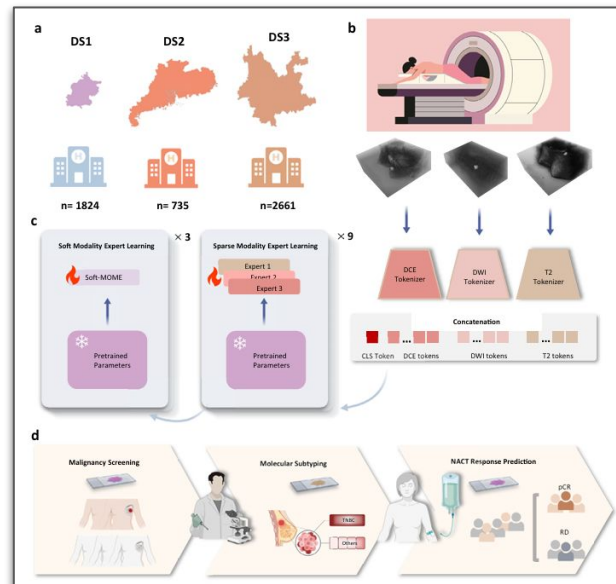 a
DS1 DS2 DS3
n= 1824 n= 735 n=2661
b
DCE
Tokenizer
DWI
Tokenizer
T2
Tokenizer
Concatenation
CLS Token DCE tokens DWI tokens T2 tokens
c
Soft Modality Expert Learning
× 3
Soft-MOME
Pretrained
Parameters
Sparse Modality Expert Learning
× 9
Expert 1
Expert 2
Expert 3
Pretrained
Parameters
d
Malignancy Screening
Molecular Subtyping
TNBC
Others
NACT Response Prediction
pCR
RD